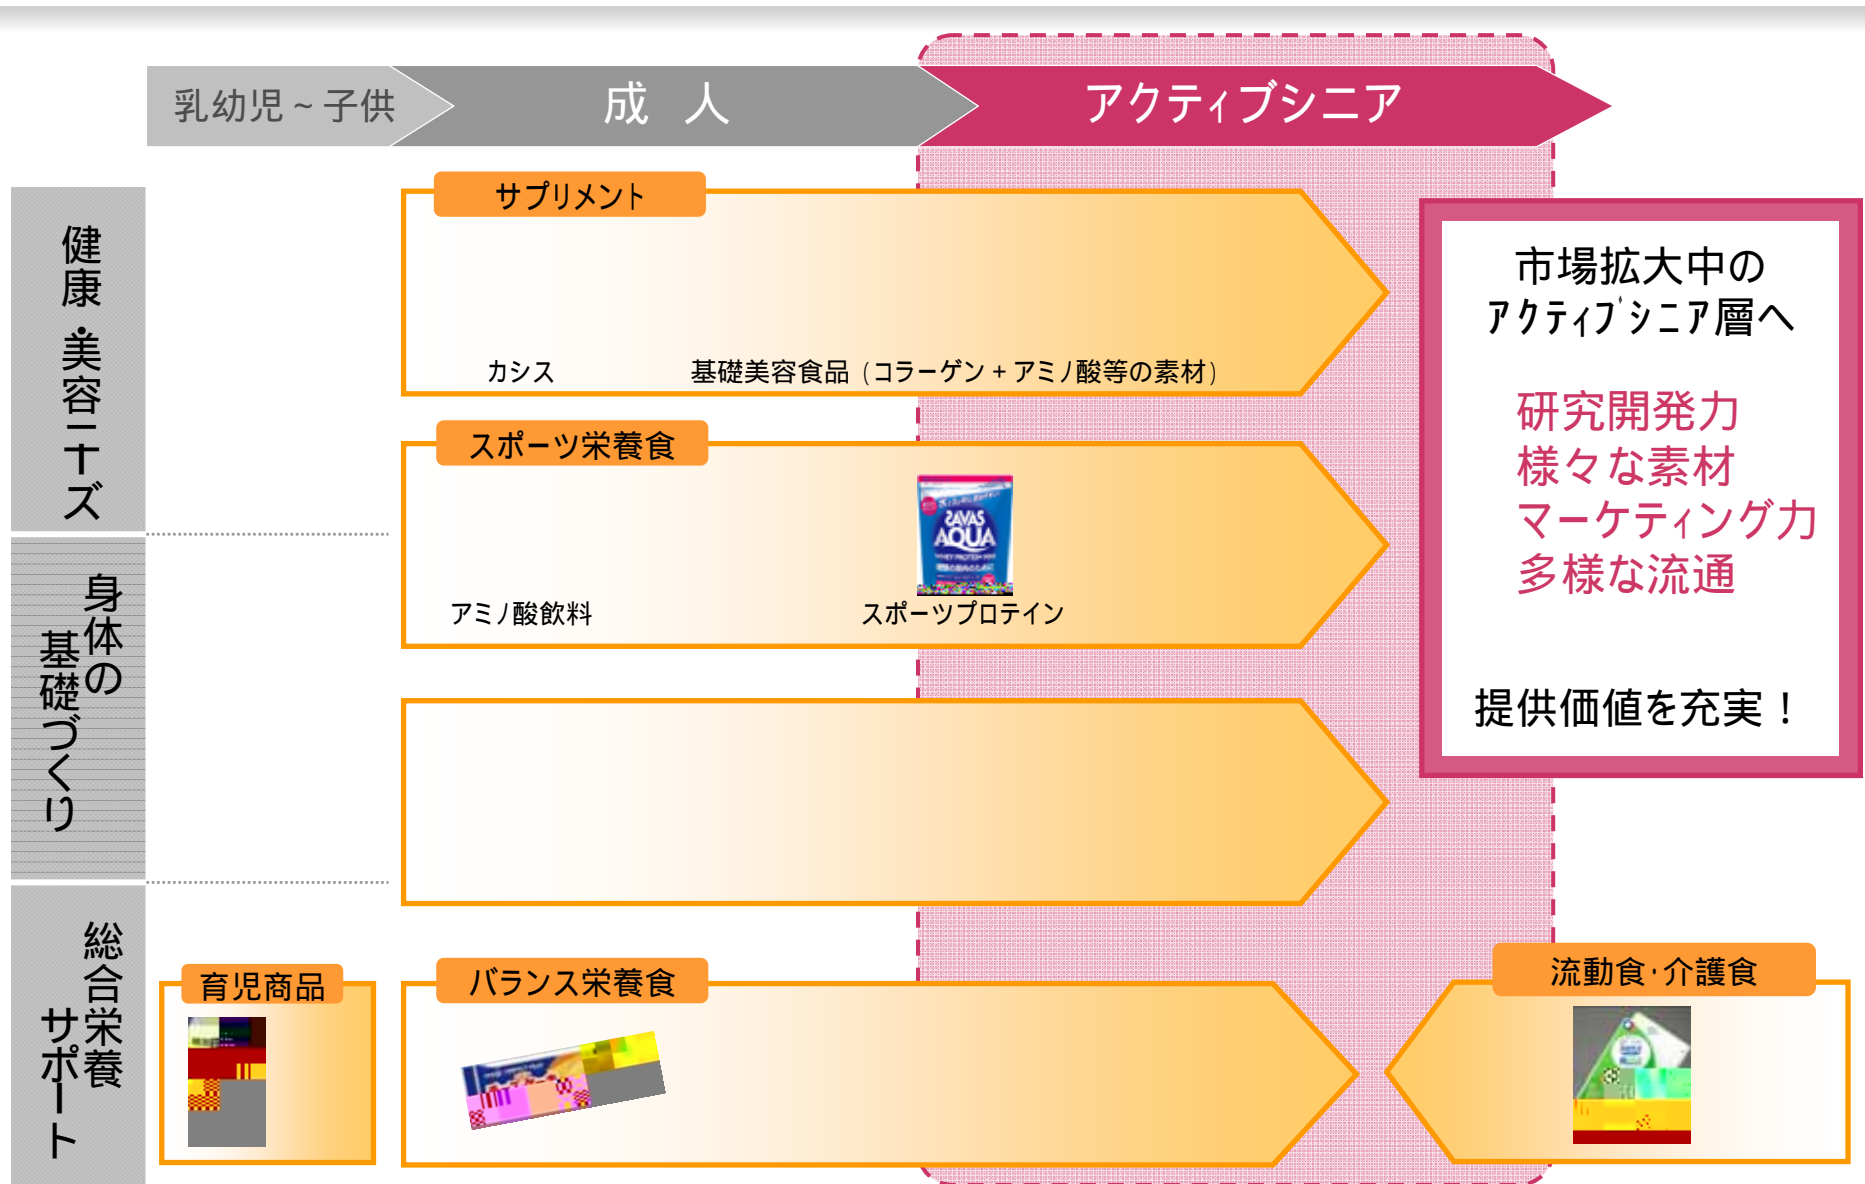 乳幼児～子供
成 人
アクティブシニア
健康・美容ニーズ
サプリメント
カシス
基礎美容食品（コラーゲン＋アミノ酸等の素材）
スポーツ栄養食
SAVAS
AQUA
アミノ酸飲料
スポーツプロテイン
市場拡大中の
アクティブシニア層へ
研究開発力
様々な素材
マーケティング力
多様な流通
提供価値を充実！
身体の
基礎づくり
総合栄養
サポート
育児商品
バランス栄養食
流動食・介護食